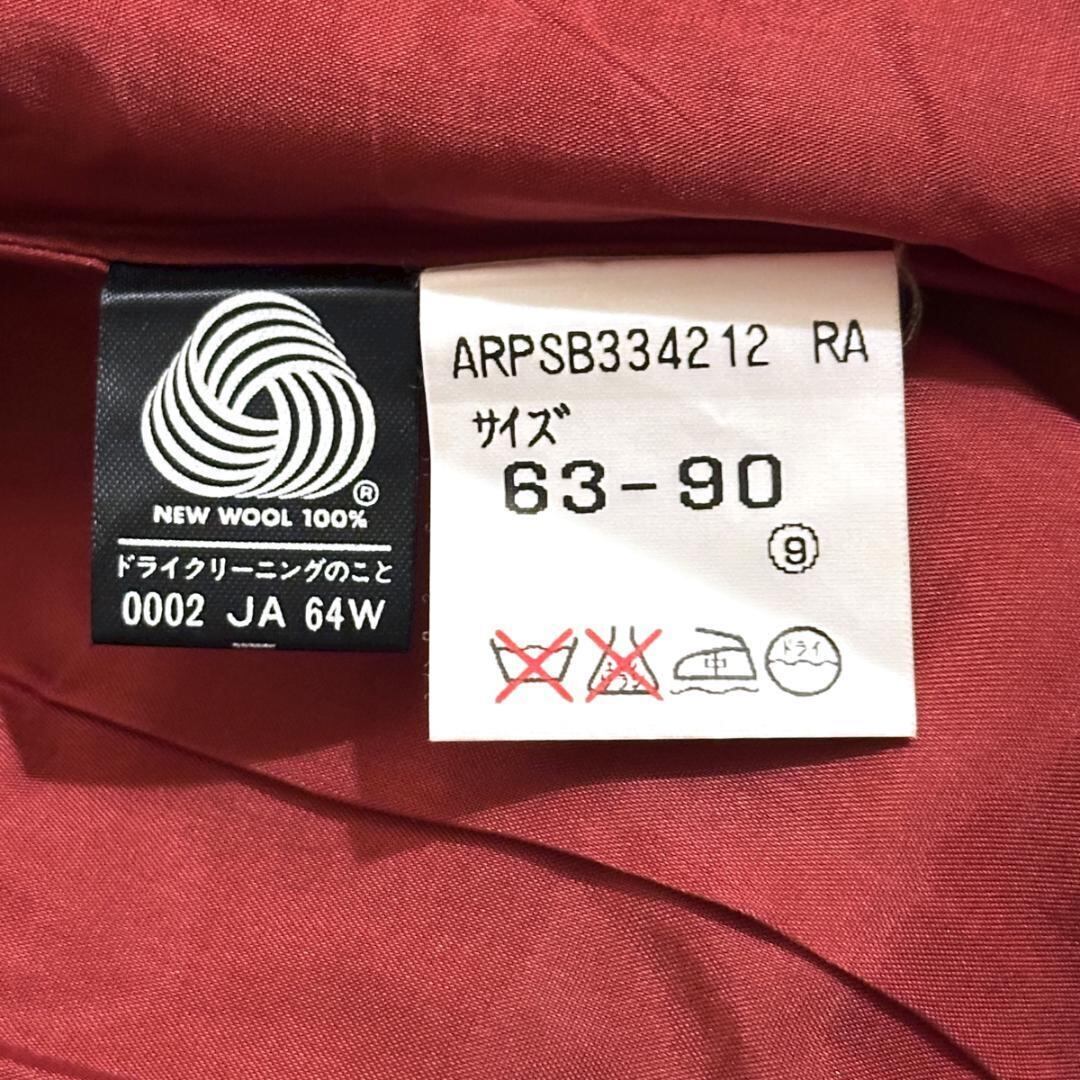 ®
NEW WOOL 100%
ドライクリーニングのこと
0002 JA 64W
ARPSB334212 RA
サイズ
63-90
9
中
ドライ